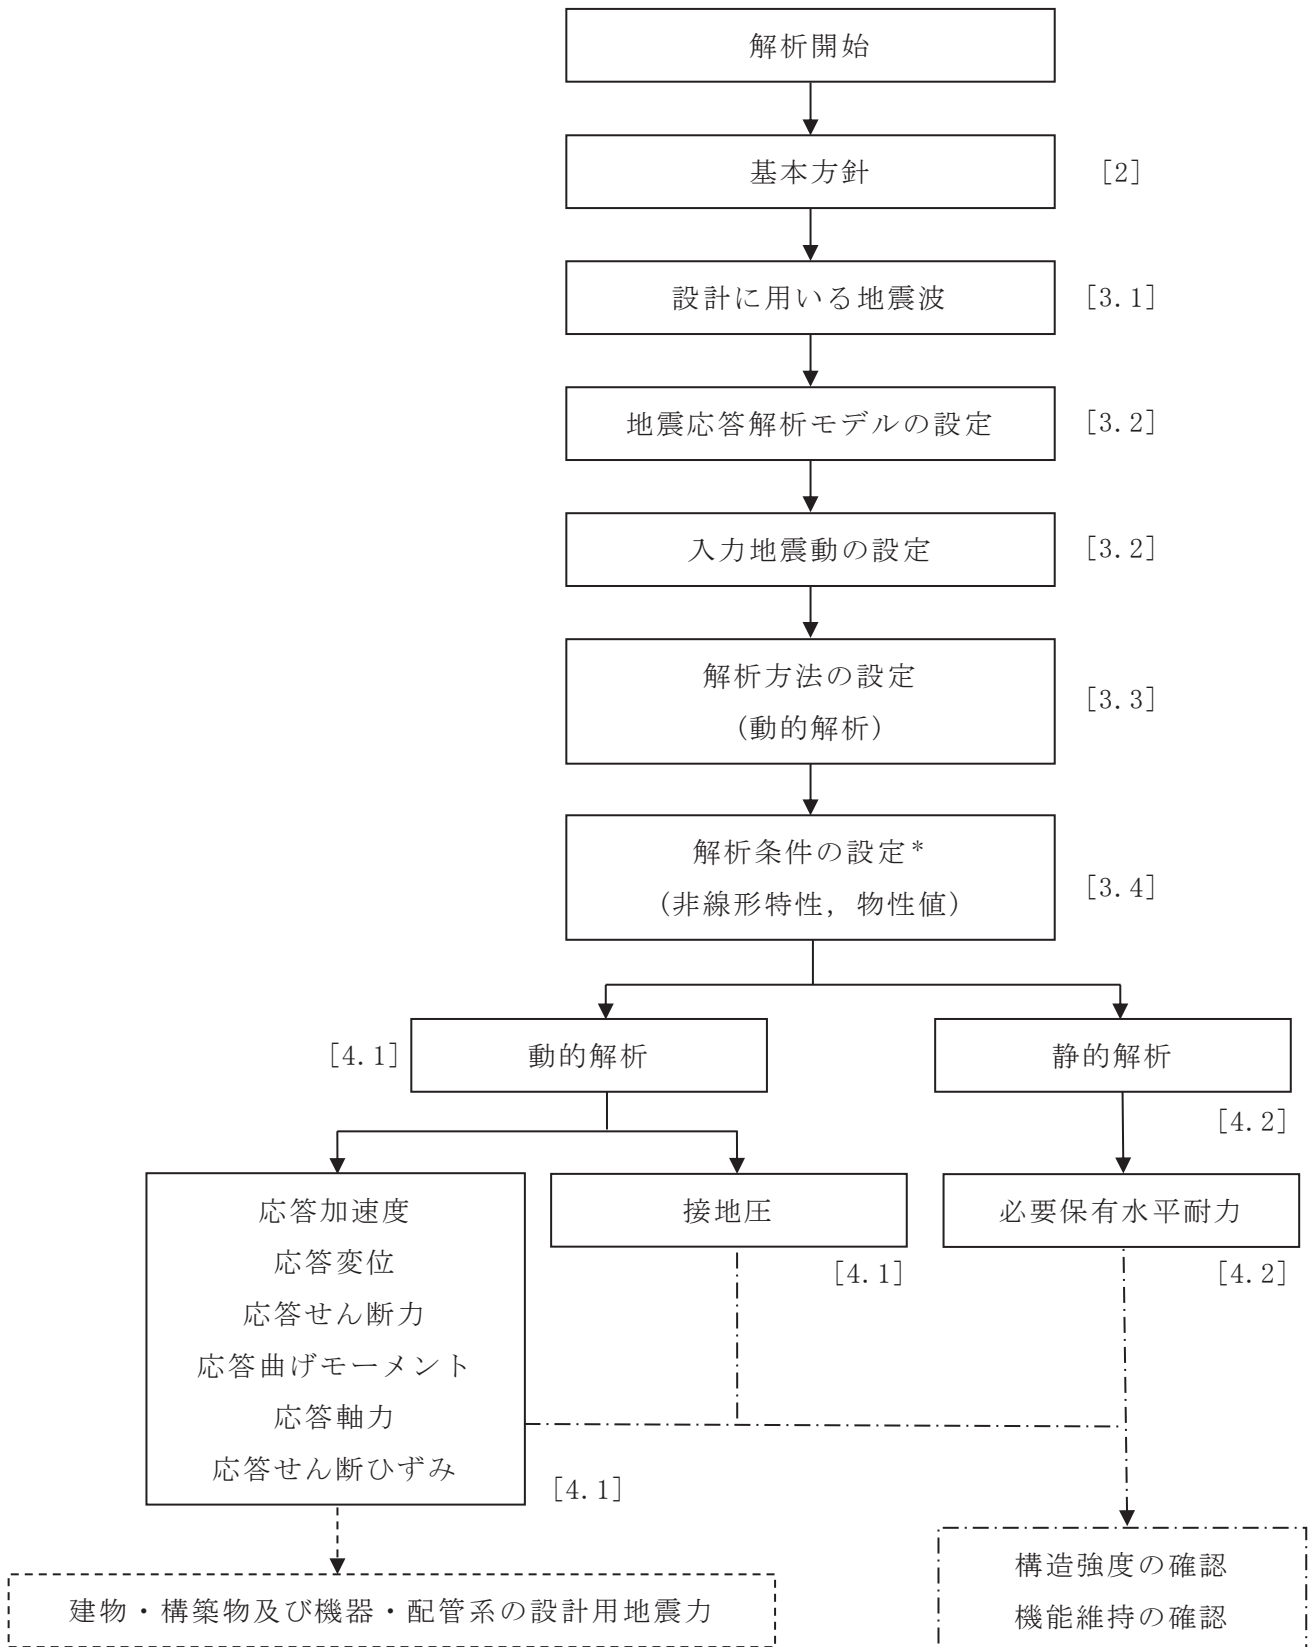 解析開始
基本方針
[2]
設計に用いる地震波
[3.1]
地震応答解析モデルの設定
[3.2]
入力地震動の設定
[3.2]
解析方法の設定
(動的解析)
[3.3]
解析条件の設定*
(非線形特性, 物性値)
[3.4]
[4.1]
動的解析
静的解析
[4.2]
応答加速度
応答変位
応答せん断力
応答曲げモーメント
応答軸力
応答せん断ひずみ
[4.1]
接地圧
[4.1]
必要保有水平耐力
[4.2]
建物・構築物及び機器・配管系の設計用地震力
構造強度の確認
機能維持の確認